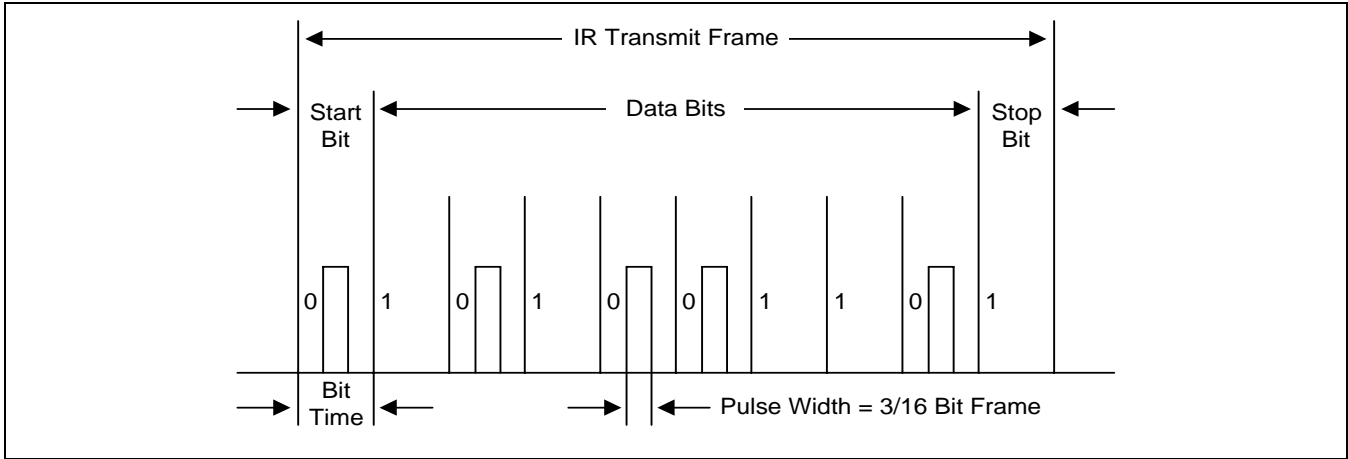 IR Transmit Frame
Start Bit
Data Bits
Stop Bit
0 1 0 1 0 0 1 1 0 1
Bit Time
Pulse Width = 3/16 Bit Frame